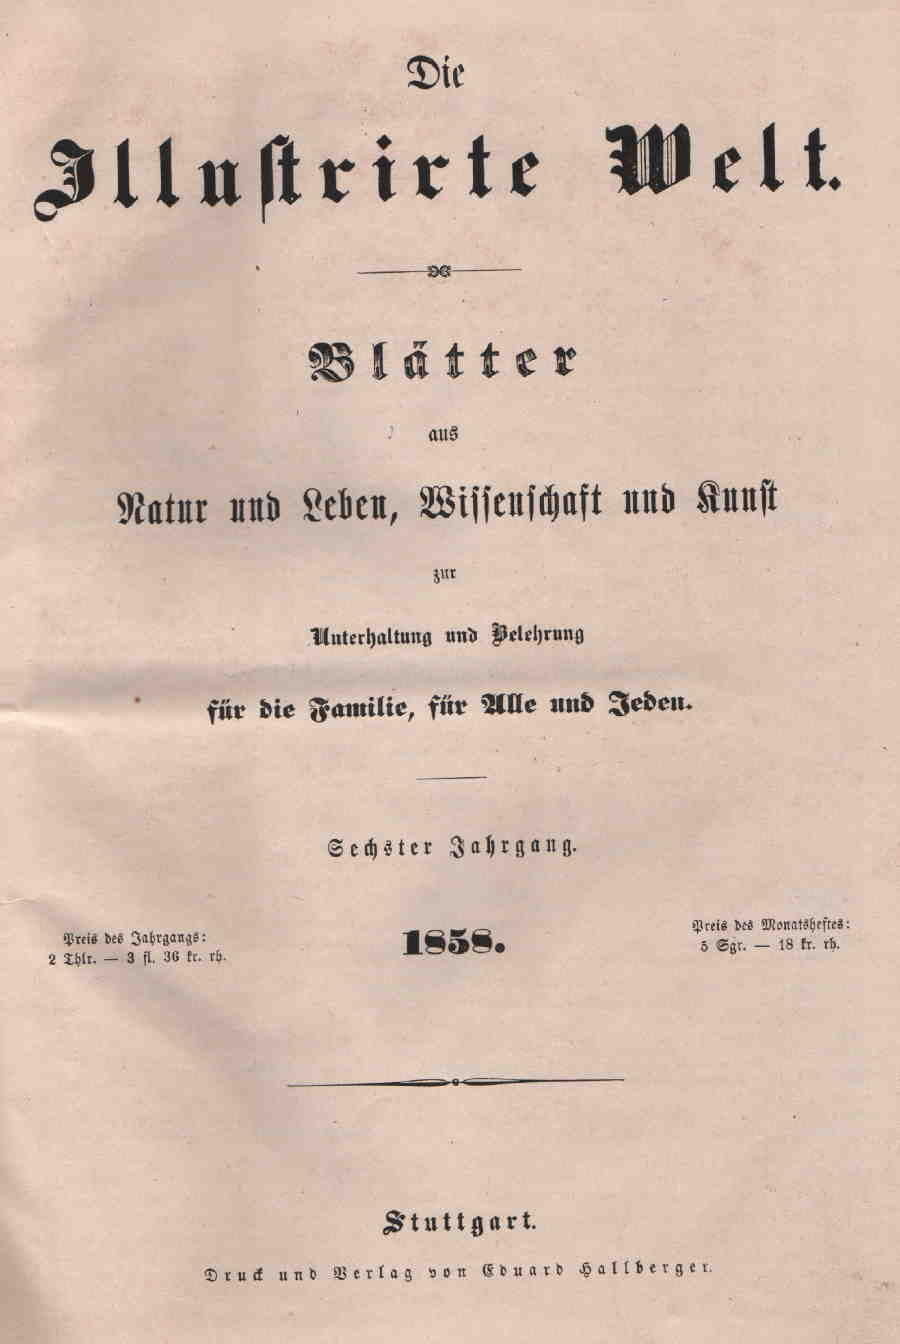 Die
Illustrirte Welt.
Blätter
aus
Natur und Leben, Wissenschaft und Kunst
zur
Unterhaltung und Belehrung
für die Familie, für Alle und Jeden.
Sechster Jahrgang.
Preis des Jahrgangs:
2 Thlr. — 3 fl. 36 kr. rh.
1858.
Preis des Monatsheftes:
5 Sgr. — 18 kr. rh.
Stuttgart.
Druck und Verlag von Eduard Hallberger.